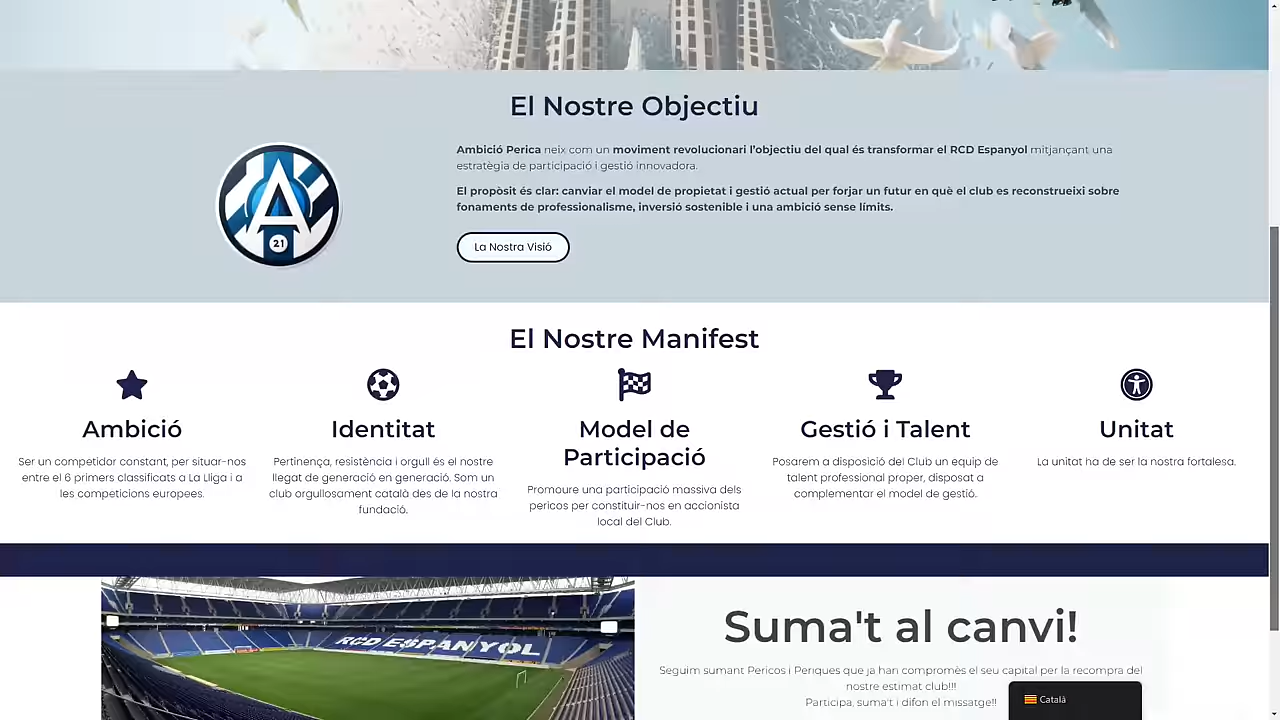 El Nostre Objectiu
A
21
Ambició Perica neix com un moviment revolucionari l'objectiu del qual és transformar el RCD Espanyol mitjançant una
estratègia de participació i gestió innovadora.
El propòsit és clar: canviar el model de propietat i gestió actual per forjar un futur en què el club es reconstrueixi sobre
fonaments de professionalisme, inversió sostenible i una ambició sense límits.
La Nostra Visió
El Nostre Manifest
Ambició
Ser un competidor constant, per situar-nos
entre el 6 primers classificats a La Lliga i a
les competicions europees.
Identitat
Pertinença, resistència i orgull és el nostre
llegat de generació en generació. Som un
club orgullosament català des de la nostra
fundació.
Model de
Participació
Promoure una participació massiva dels
pericos per constituir-nos en accionista
local del Club.
Gestió i Talent
Posarem a disposició del Club un equip de
talent professional proper, disposat a
complementar el model de gestió.
Unitat
La unitat ha de ser la nostra fortalesa.
RCD ESPANYOL
Suma't al canvi!
Seguim sumant Pericos i Periques que ja han compromès el seu capital per la recompra del
nostre estimat club!!!
Participa, suma't i difon el missatge!!
Català